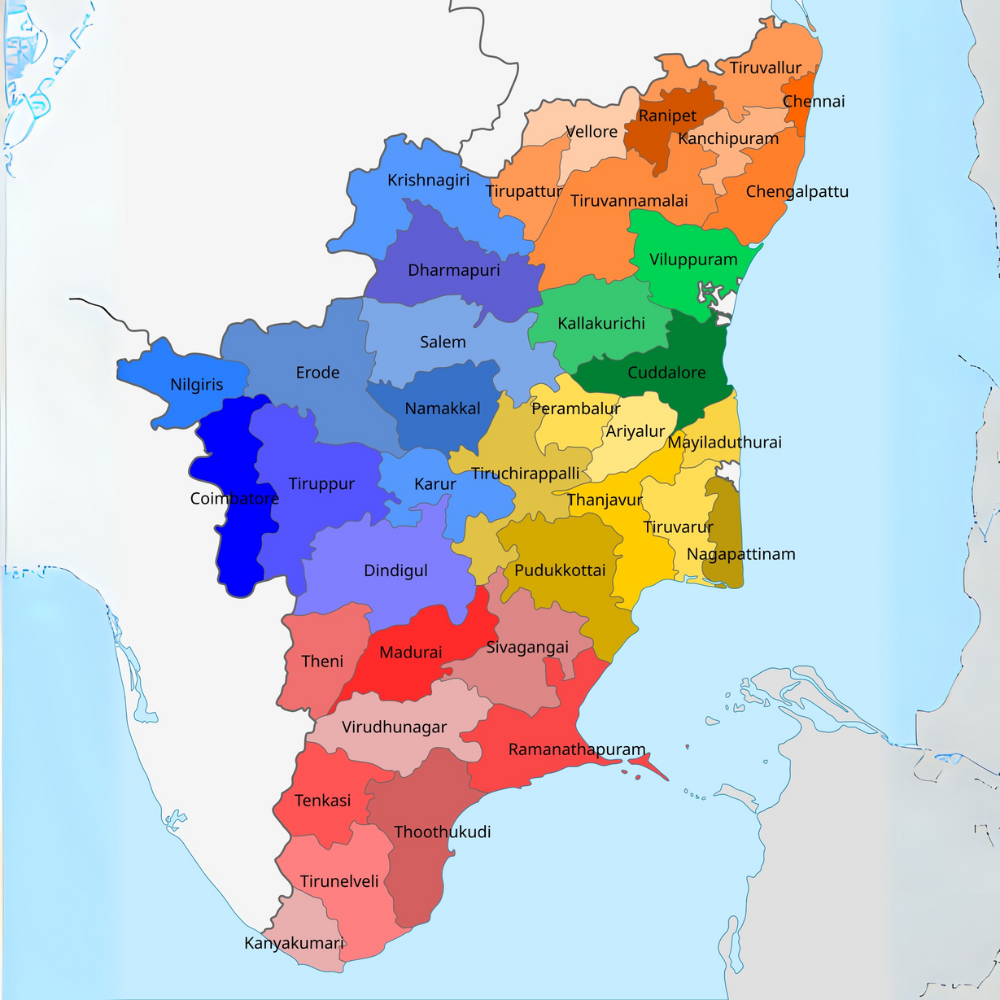 Tiruvallur
Chennai
Ranipet
Vellore
Kanchipuram
Krishnagiri
Tirupattur
Chengalpattu
Tiruvannamalai
Viluppuram
Dharmapuri
Kallakurichi
Salem
Erode
Cuddalore
Nilgiris
Namakkal
Perambalur
Ariyalur
Mayiladuthurai
Tiruchirappalli
Karur
Tiruppur
Coimbatore
Thanjavur
Tiruvarur
Nagapattinam
Dindigul
Pudukkottai
Sivagangai
Madurai
Theni
Virudhunagar
Ramanathapuram
Tenkasi
Thoothukudi
Tirunelveli
Kanyakumari